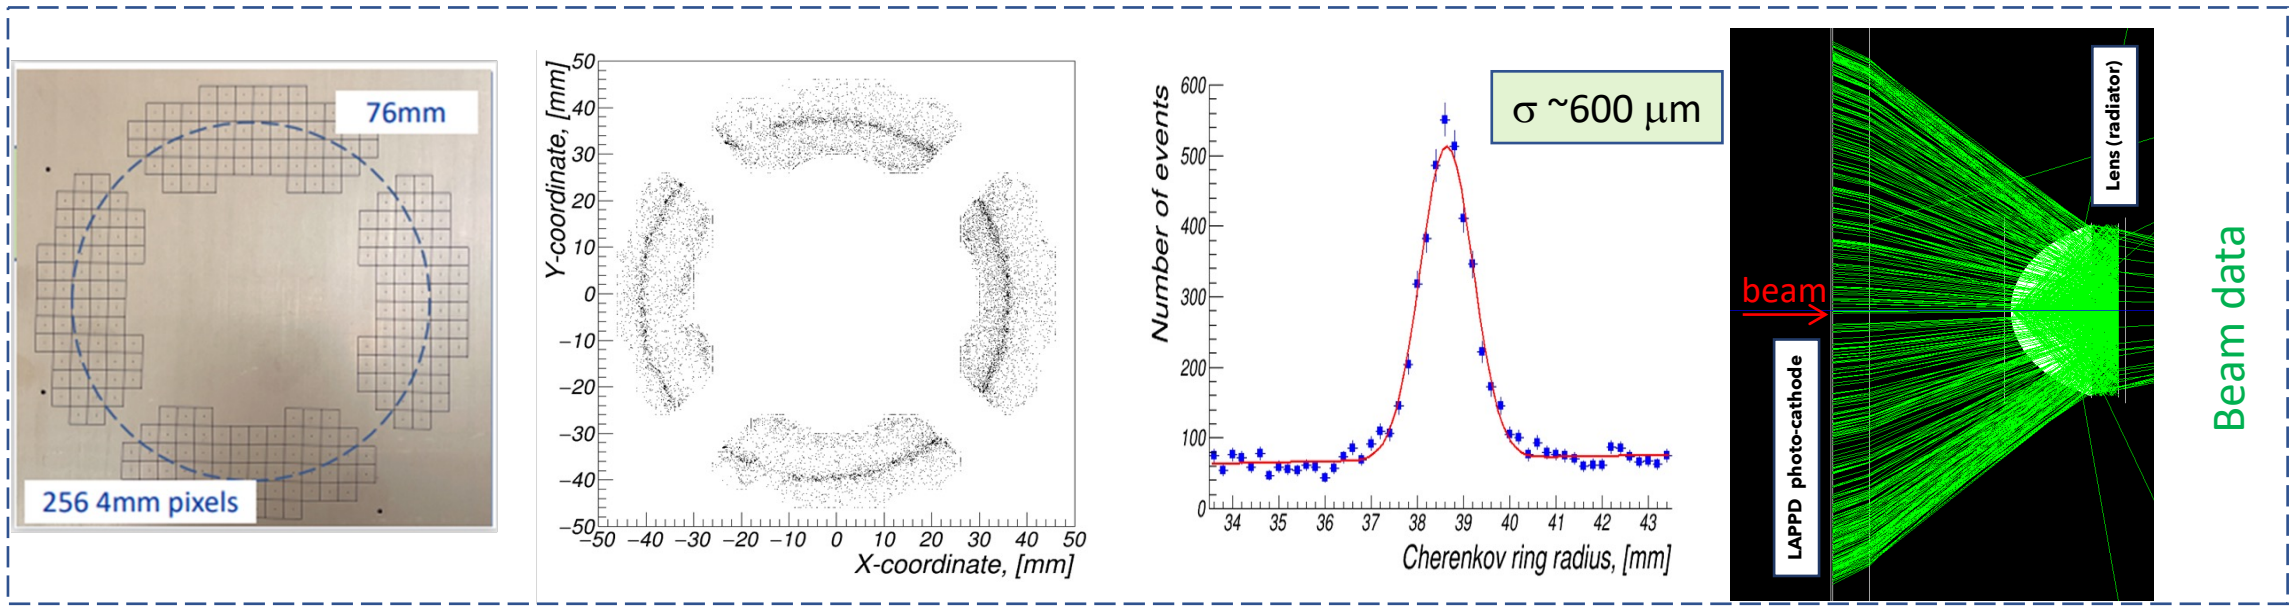 76mm
256 4mm pixels
Y-coordinate, [mm]
50
40
30
20
10
0
−10
−20
−30
−40
−50
−50 −40 −30 −20 −10 0 10 20 30 40 50
X-coordinate, [mm]
Number of events
600
500
400
300
200
100
0
34 35 36 37 38 39 40 41 42 43
Cherenkov ring radius, [mm]
σ ~600 μm
beam
LAPPD photo-cathode
Lens (radiator)
Beam data